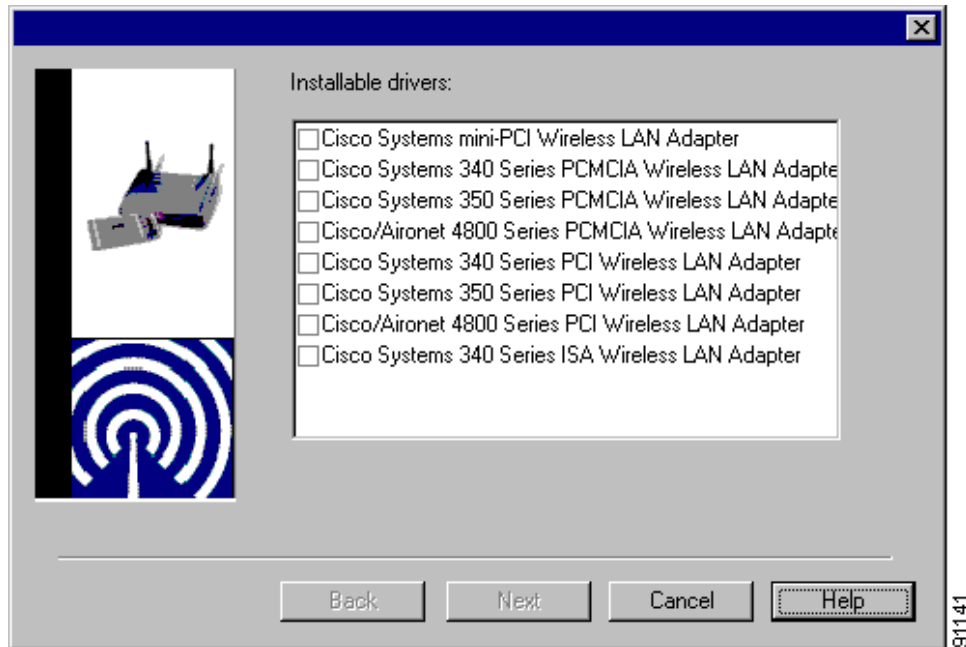 Installable drivers:
Cisco Systems mini-PCI Wireless LAN Adapter
Cisco Systems 340 Series PCMCIA Wireless LAN Adapte
Cisco Systems 350 Series PCMCIA Wireless LAN Adapte
Cisco/Aironet 4800 Series PCMCIA Wireless LAN Adapte
Cisco Systems 340 Series PCI Wireless LAN Adapter
Cisco Systems 350 Series PCI Wireless LAN Adapter
Cisco/Aironet 4800 Series PCI Wireless LAN Adapter
Cisco Systems 340 Series ISA Wireless LAN Adapter
Back Next Cancel Help
91141